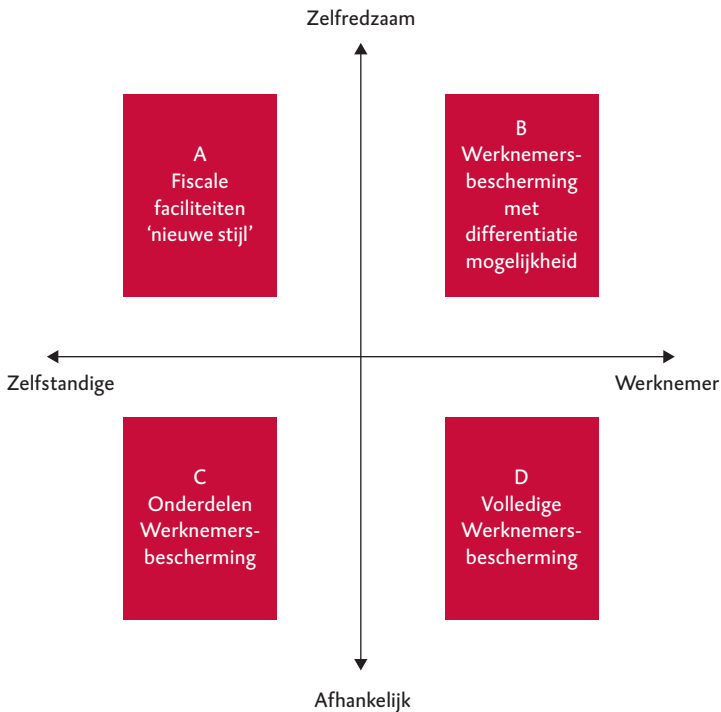 Zelfredzaam
A
Fiscale
faciliteiten
‘nieuwe stijl’
B
Werknemers-
bescherming
met
differentiatie
mogelijkheid
Zelfstandige
Werknemer
C
Onderdelen
Werknemers-
bescherming
D
Volledige
Werknemers-
bescherming
Afhankelijk